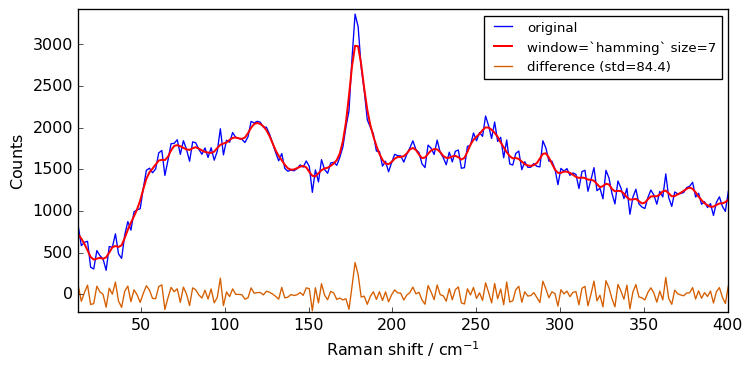 original
window=`hamming` size=7
difference (std=84.4)
3000
2500
2000
1500
1000
500
0
Counts
50 100 150 200 250 300 350 400
Raman shift / cm⁻¹